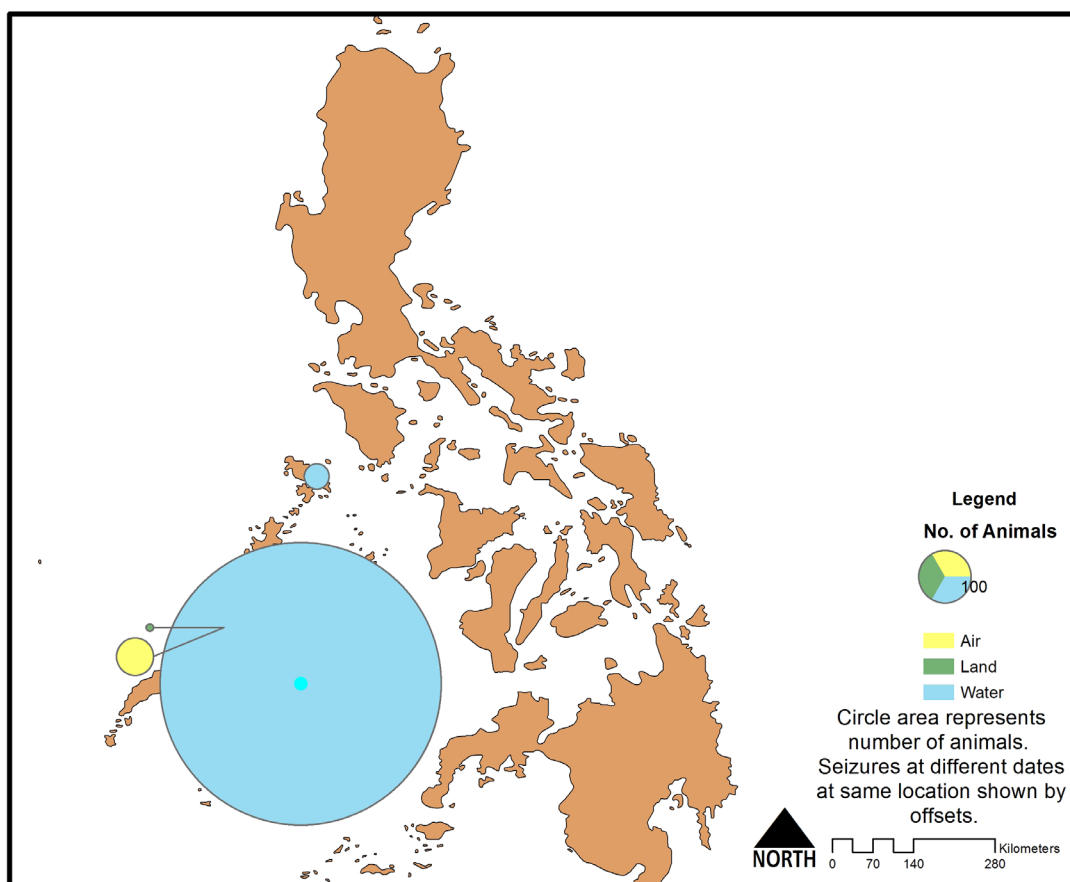 Legend
No. of Animals
100
Air
Land
Water
Circle area represents
number of animals.
Seizures at different dates
at same location shown by
offsets.
NORTH
Kilometers
0 70 140 280